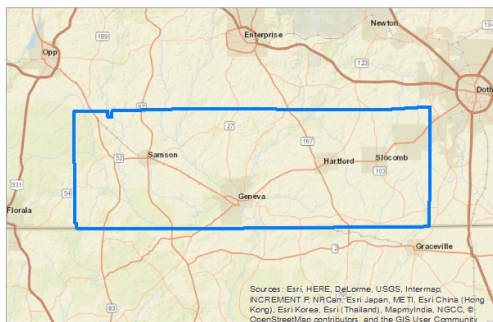 Newton
Enterprise
189
134
Opp
123
Doth
52
27
167
52
Samson
Hartford
Slocomb
103
331
54
Geneva
Florala
2
Graceville
83
Sources: Esri, HERE, DeLorme, USGS, Intermap,
INCREMENT P, NRCan, Esri Japan, METI, Esri China (Hong
Kong), Esri Korea, Esri (Thailand), MapmyIndia, NGCC, ©
OpenStreetMap contributors, and the GIS User Community